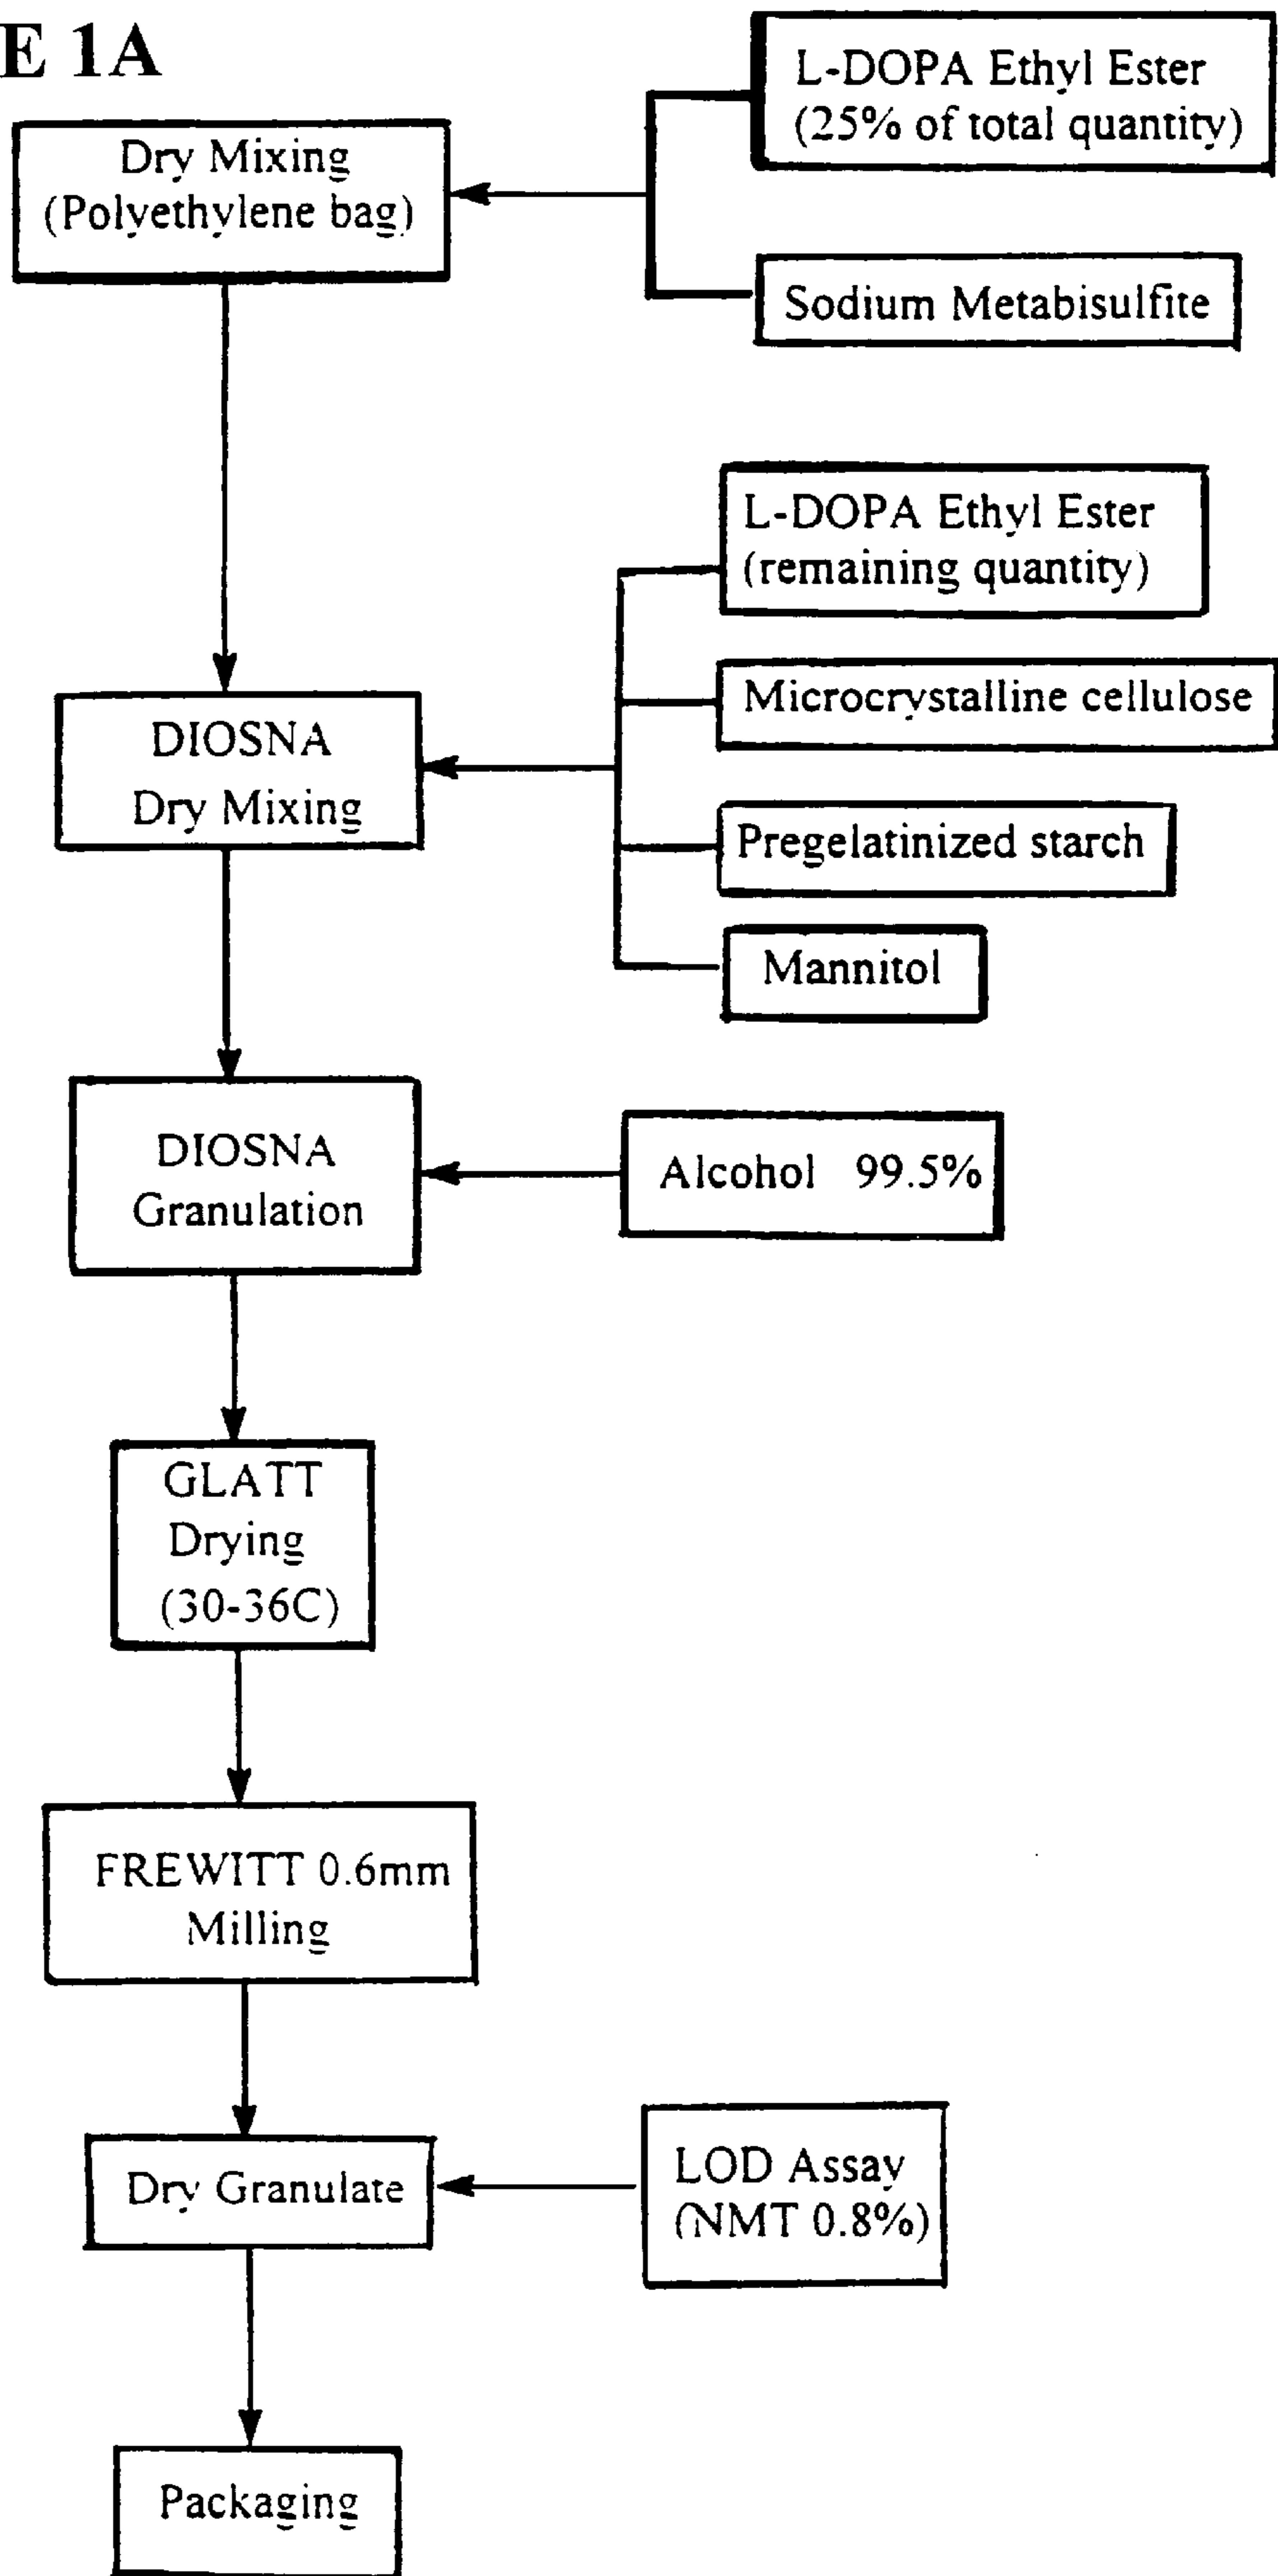 E 1A
L-DOPA Ethyl Ester
(25% of total quantity)
Dry Mixing
(Polyethylene bag)
Sodium Metabisulfite
L-DOPA Ethyl Ester
(remaining quantity)
Microcrystalline cellulose
DIOSNA
Dry Mixing
Pregelatinized starch
Mannitol
DIOSNA
Granulation
Alcohol 99.5%
GLATT
Drying
(30-36C)
FREWITT 0.6mm
Milling
Dry Granulate
LOD Assay
(NMT 0.8%)
Packaging